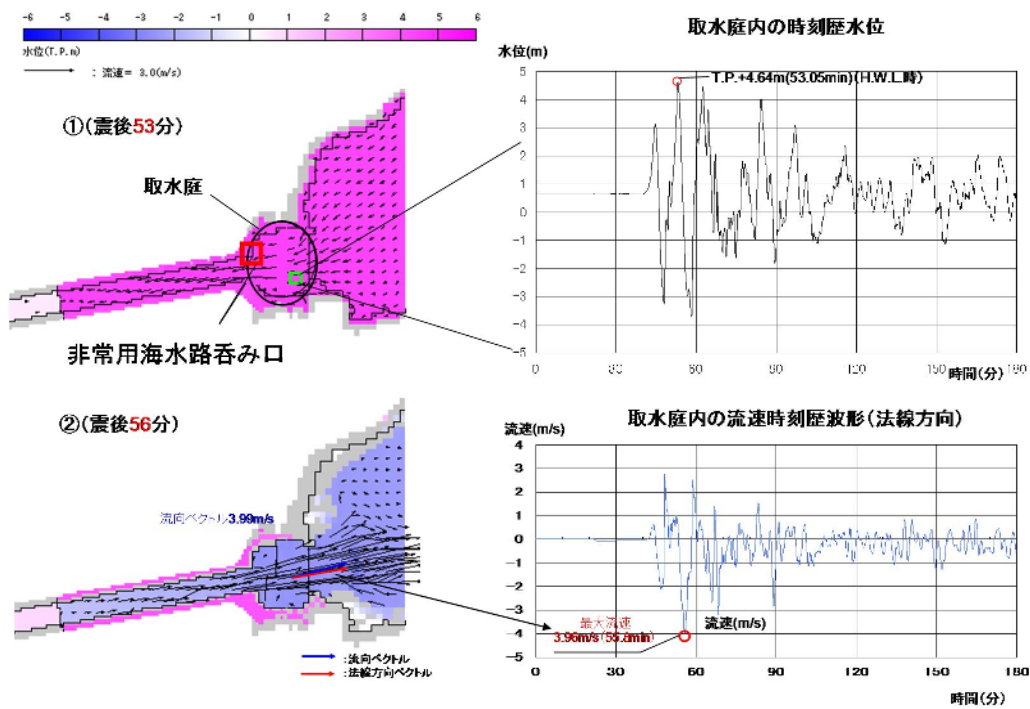 -6 -5 -4 -3 -2 -1 0 1 2 3 4 5 6
水位(T.P.m)
: 流速= 3.0(m/s)
①(震後53分)
取水庭
非常用海水路呑み口
取水庭内の時刻歴水位
水位(m)
T.P.+4.64m(53.05min)(H.W.L.時)
5
4
3
2
1
0
-1
-2
-3
-4
-5
0 30 60 90 120 150 180
時間(分)
②(震後56分)
流向ベクトル3.99m/s
:流向ベクトル
:法線方向ベクトル
取水庭内の流速時刻歴波形(法線方向)
流速(m/s)
4
3
2
1
0
-1
-2
-3
-4
-5
最大流速
3.96m/s(55.8min)
流速(m/s)
0 30 60 90 120 150 180
時間(分)